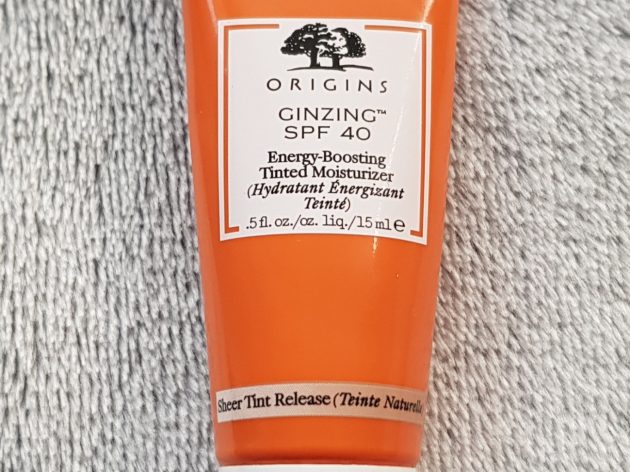 ORIGINS
GINZING™
SPF 40
Energy-Boosting
Tinted Moisturizer
(Hydratant Énergizant
Teinté)
.5 fl. oz./oz. liq./15 ml ℮
Sheer Tint Release (Teinte Naturelle